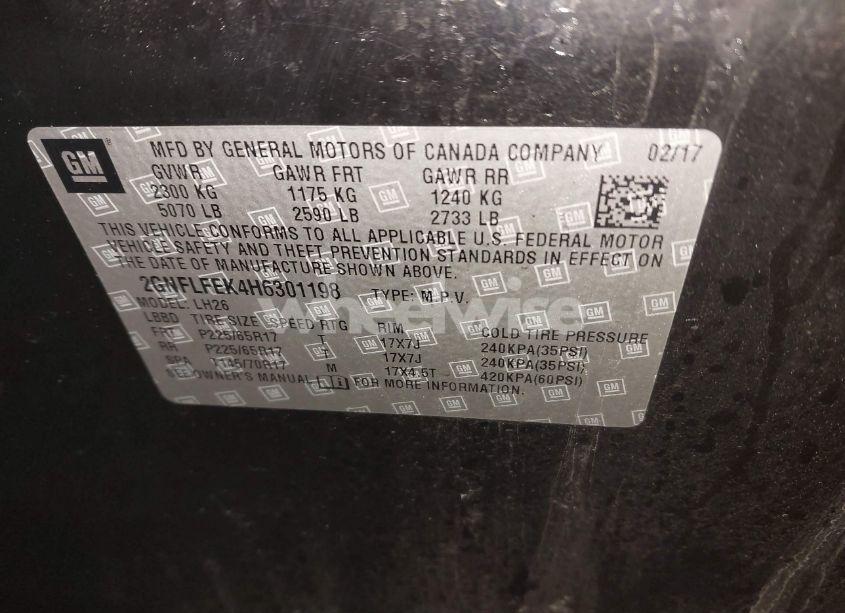 GM
MFD BY GENERAL MOTORS OF CANADA COMPANY 02/17
GVWR GAWR FRT GAWR RR
2300 KG 1175 KG 1240 KG
5070 LB 2590 LB 2733 LB
THIS VEHICLE CONFORMS TO ALL APPLICABLE U.S. FEDERAL MOTOR
VEHICLE SAFETY AND THEFT PREVENTION STANDARDS IN EFFECT ON
THE DATE OF MANUFACTURE SHOWN ABOVE.
2GNFLFEK4H6301198 TYPE: M.P.V.
MODEL: LH26
LBBD TIRE SIZE SPEED RTG RIM COLD TIRE PRESSURE
FRT P225/65R17 T 17X7J 240KPA(35PSI)
RR P225/65R17 T 17X7J 240KPA(35PSI)
SPA T145/70R17 M 17X4.5T 420KPA(60PSI)
SEE OWNER'S MANUAL FOR MORE INFORMATION.
wheelwise